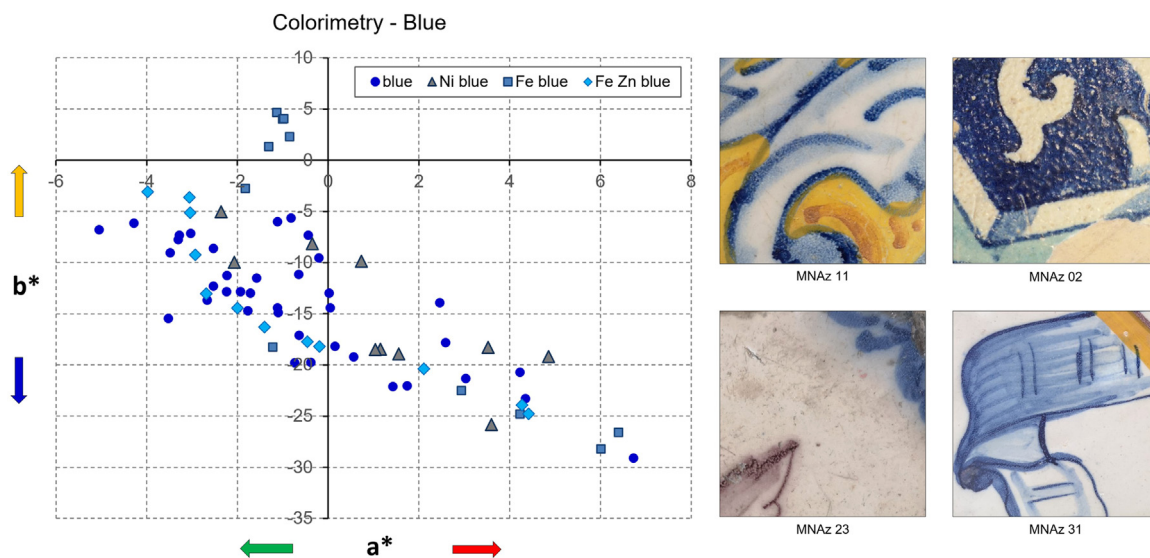 Colorimetry - Blue
10
blue Ni blue Fe blue Fe Zn blue
5
0
-6 -4 -2 0 2 4 6 8
-5
-10
b*
-15
-20
-25
-30
-35
a*
MNAz 11 MNAz 02
MNAz 23 MNAz 31